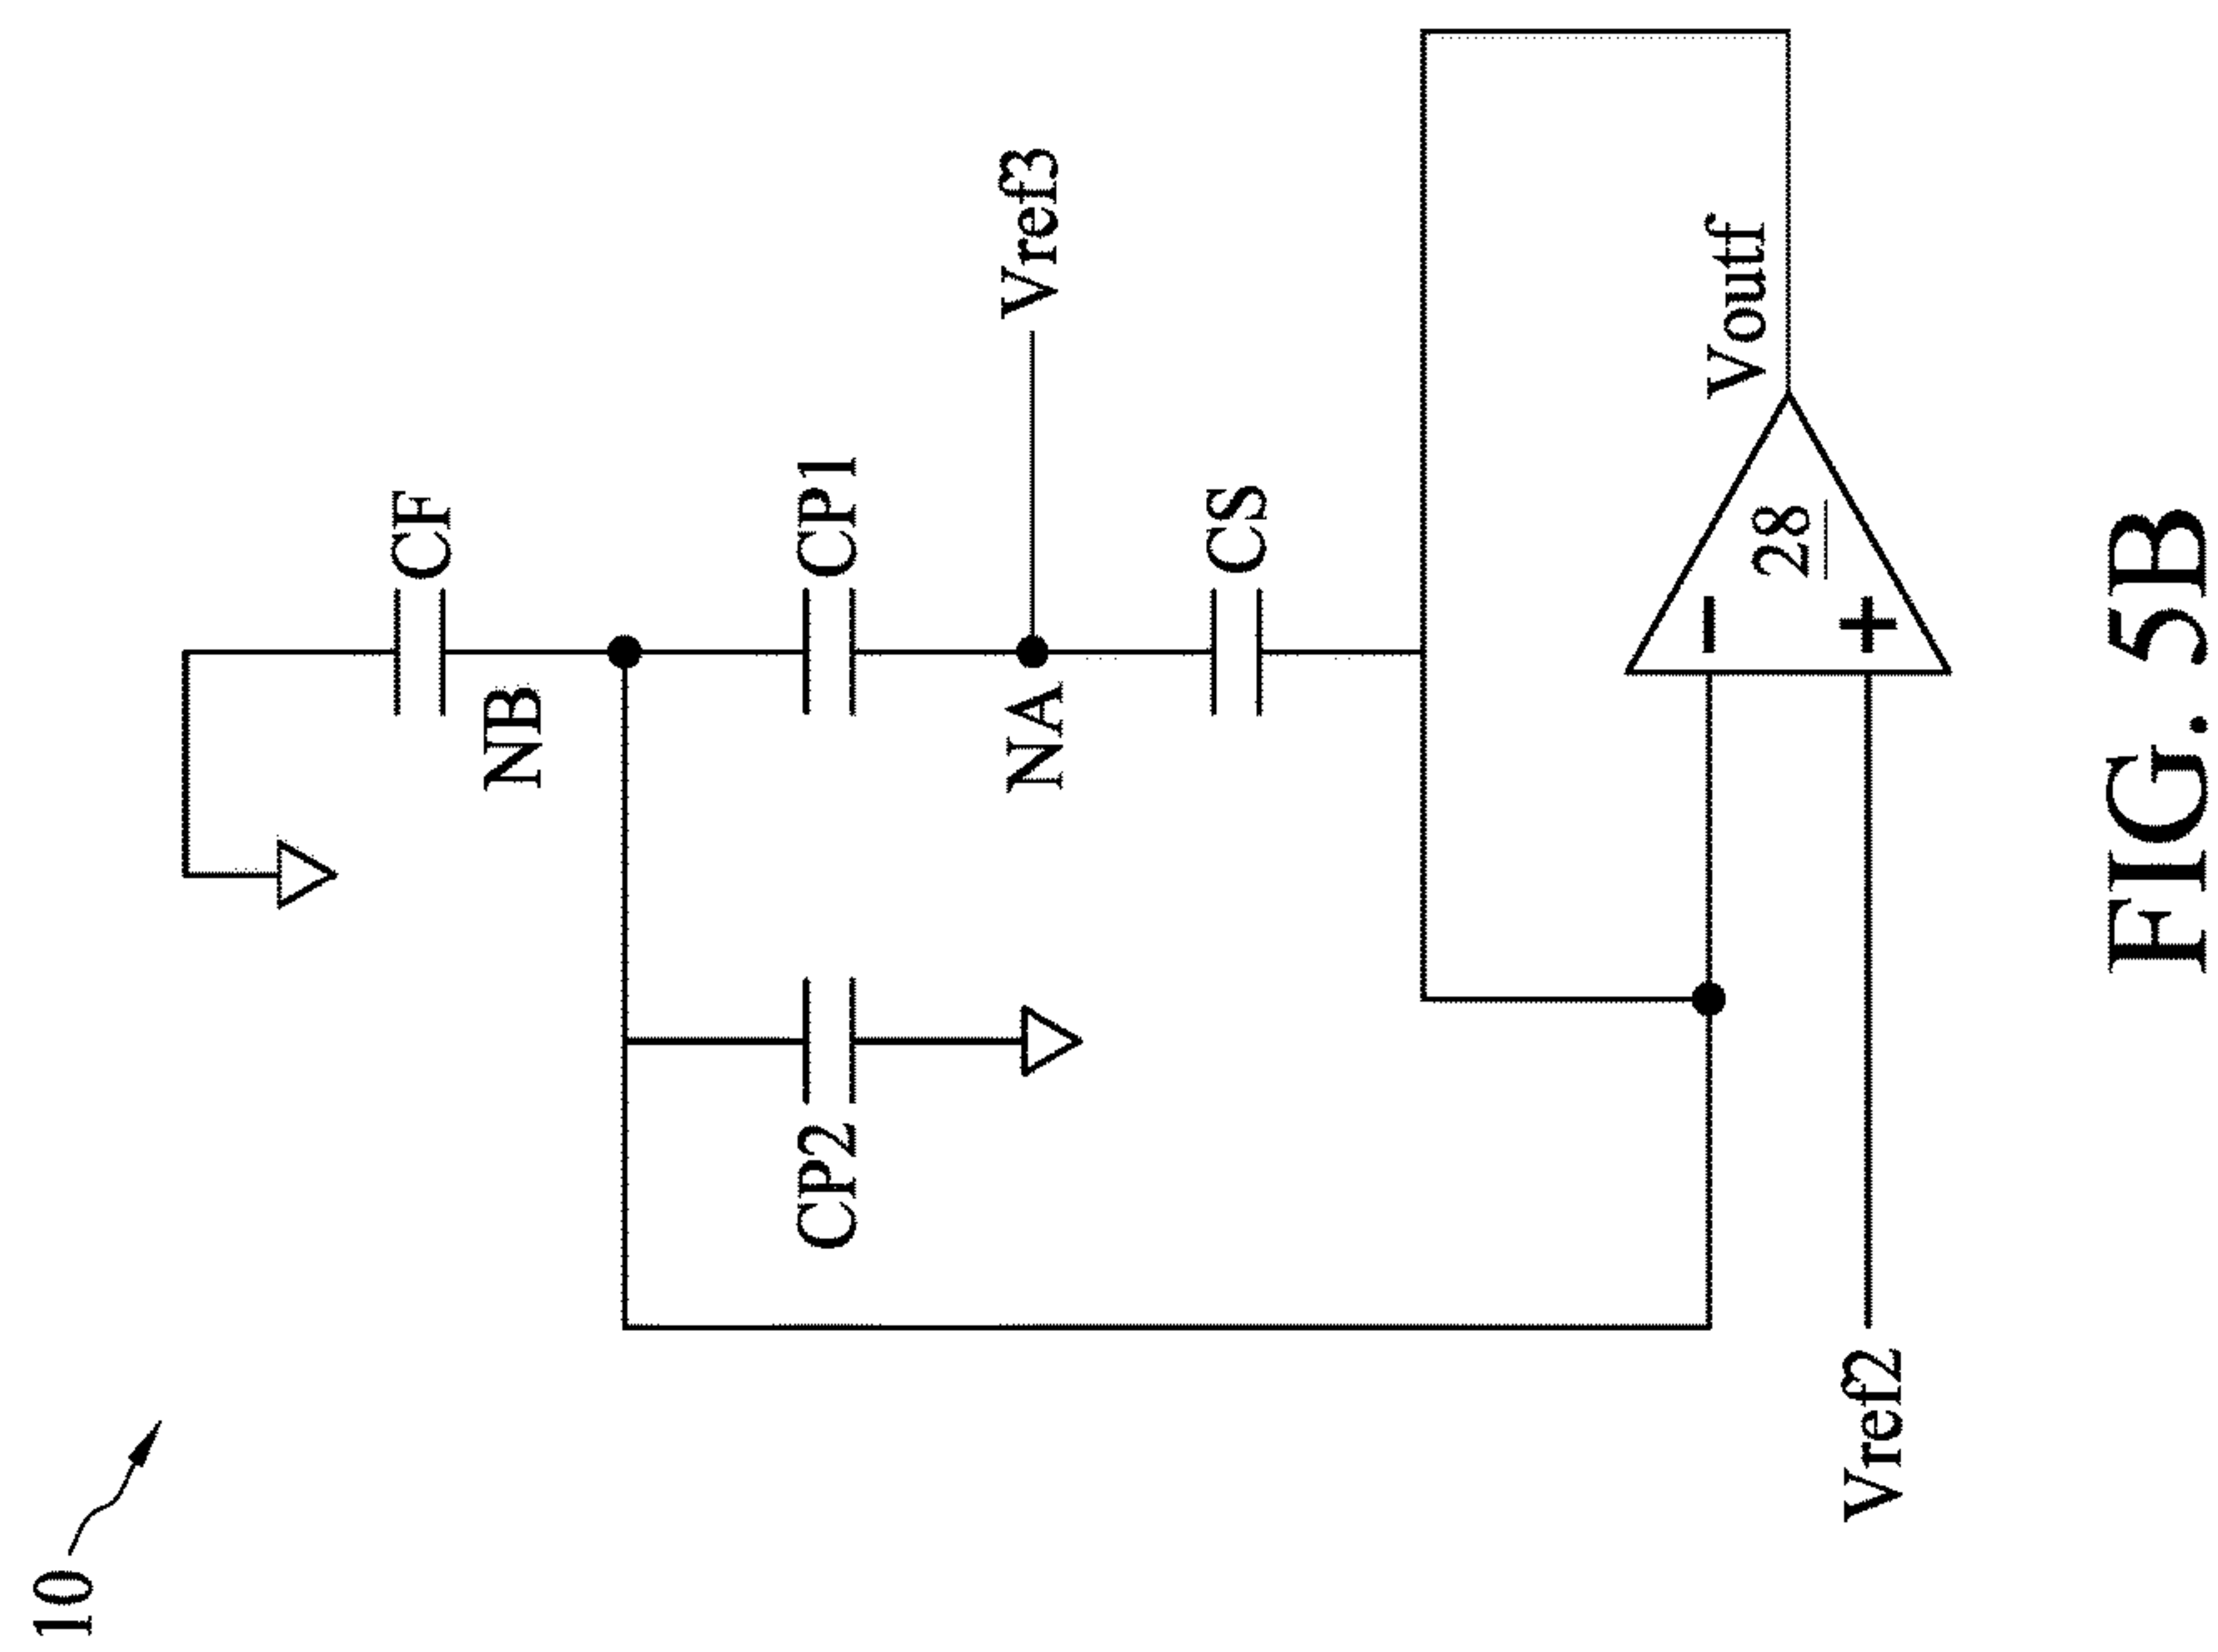 10
CF
NB
CP1
CP2
Vref3
NA
CS
Voutf
28
−
+
Vref2
FIG. 5B